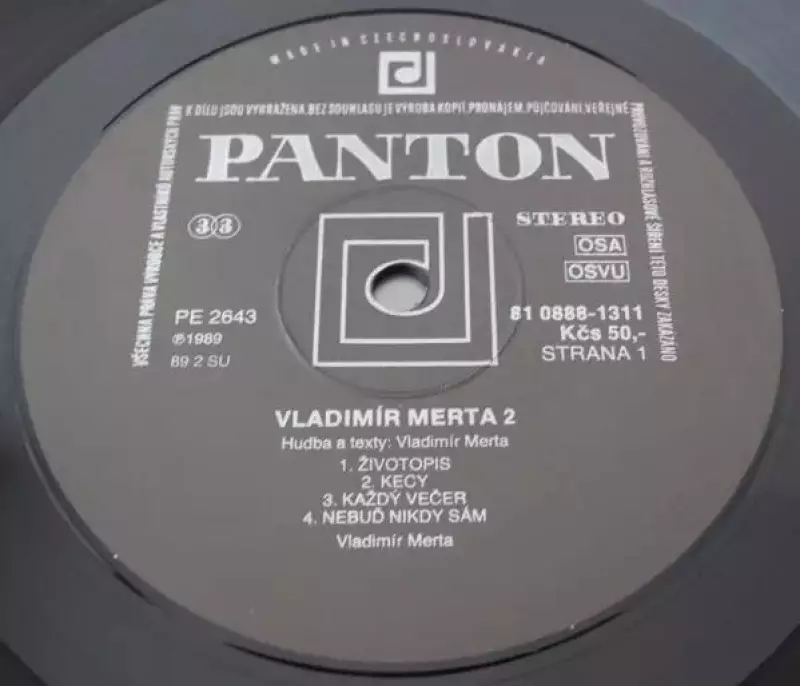 MADE IN CZECHOSLOVAKIA
VŠECHNA PRÁVA VÝROBCE A VLASTNÍKŮ AUTORSKÝCH PRÁV
K DÍLU JSOU VYHRAŽENA. BEZ SOUHLASU JE VÝROBA KOPIÍ, PRONÁJEM, PŮJČOVÁNÍ, VEŘEJNÉ
PROVOZOVÁNÍ A ROZHLASOVÉ ŠÍŘENÍ TÉTO DESKY ZAKÁZÁNO
PANTON
33
STEREO
OSA
OSVU
PE 2643
℗1989
89 2 SU
81 0888-1311
Kčs 50,-
STRANA 1
VLADIMÍR MERTA 2
Hudba a texty: Vladimír Merta
1. ŽIVOTOPIS
2. KECY
3. KAŽDÝ VEČER
4. NEBUĎ NIKDY SÁM
Vladimír Merta